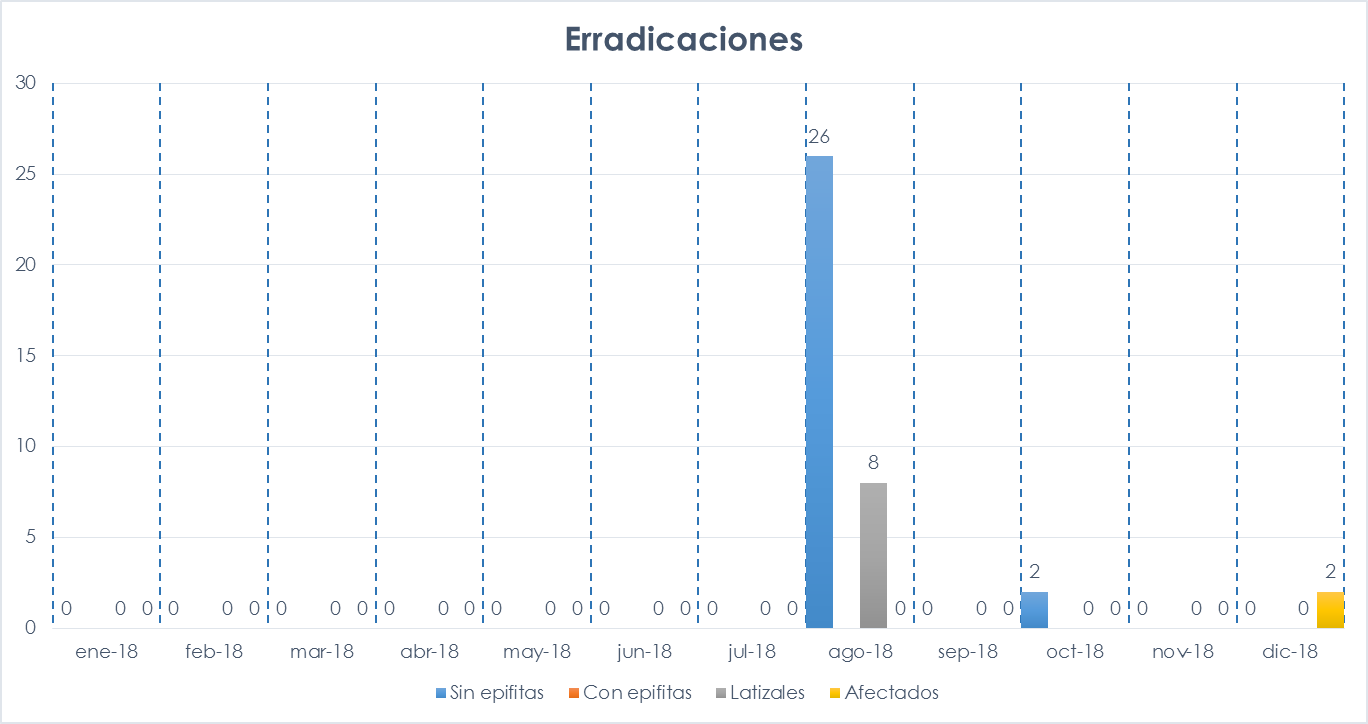 Erradicaciones
30
25
20
15
10
5
0
26
8
2
2
0 0 0 0 0 0 0 0 0 0 0 0 0 0 0 0 0 0 0 0 0 0 0 0 0 0 0 0 0 0 0 0 0
ene-18 feb-18 mar-18 abr-18 may-18 jun-18 jul-18 ago-18 sep-18 oct-18 nov-18 dic-18
Sin epifitas Con epifitas Latizales Afectados